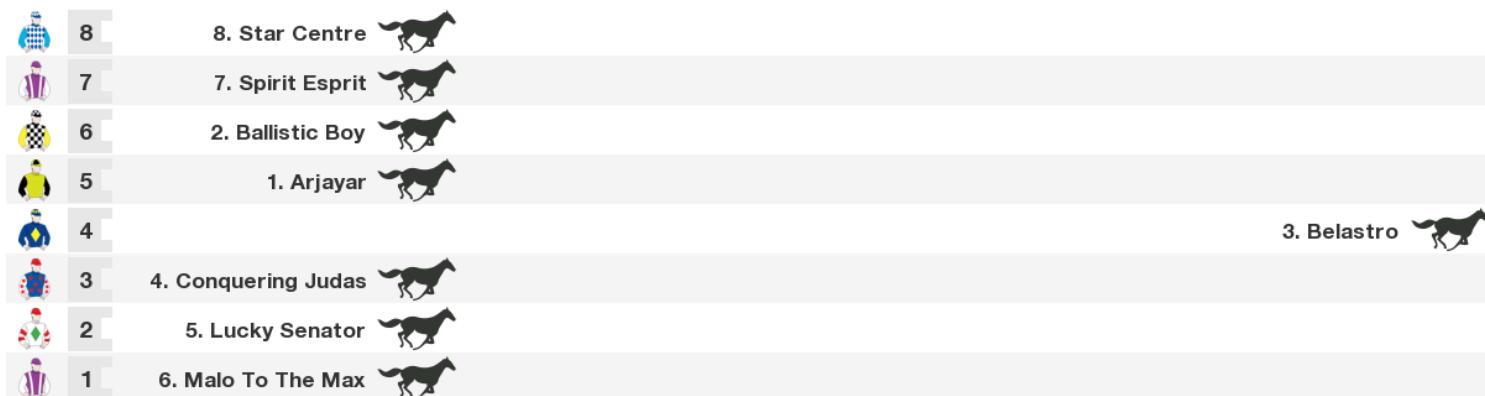 8 8. Star Centre
7 7. Spirit Esprit
6 2. Ballistic Boy
5 1. Arjayar
4 3. Belastro
3 4. Conquering Judas
2 5. Lucky Senator
1 6. Malo To The Max